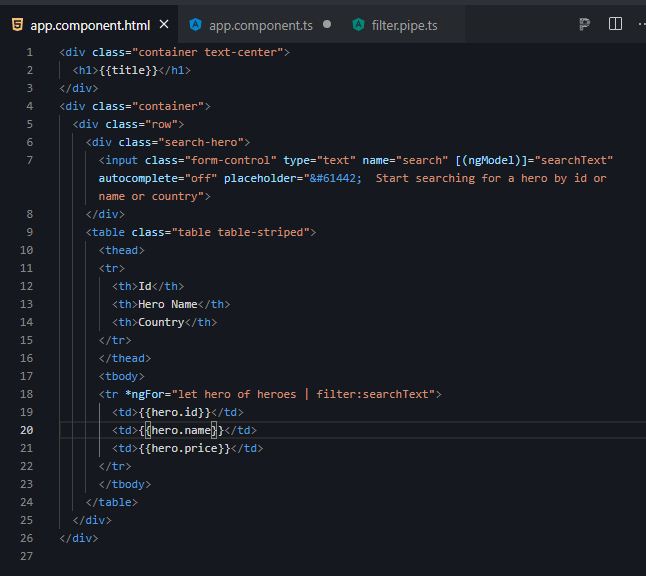 app.component.html × app.component.ts ● filter.pipe.ts
1 <div class="container text-center">
2   <h1>{{title}}</h1>
3 </div>
4 <div class="container">
5   <div class="row">
6     <div class="search-hero">
7       <input class="form-control" type="text" name="search" [(ngModel)]="searchText"
      autocomplete="off" placeholder="&#61442;  Start searching for a hero by id or
      name or country">
8     </div>
9     <table class="table table-striped">
10       <thead>
11       <tr>
12         <th>Id</th>
13         <th>Hero Name</th>
14         <th>Country</th>
15       </tr>
16       </thead>
17       <tbody>
18       <tr *ngFor="let hero of heroes | filter:searchText">
19         <td>{{hero.id}}</td>
20         <td>{{hero.name}}</td>
21         <td>{{hero.price}}</td>
22       </tr>
23       </tbody>
24     </table>
25   </div>
26 </div>
27